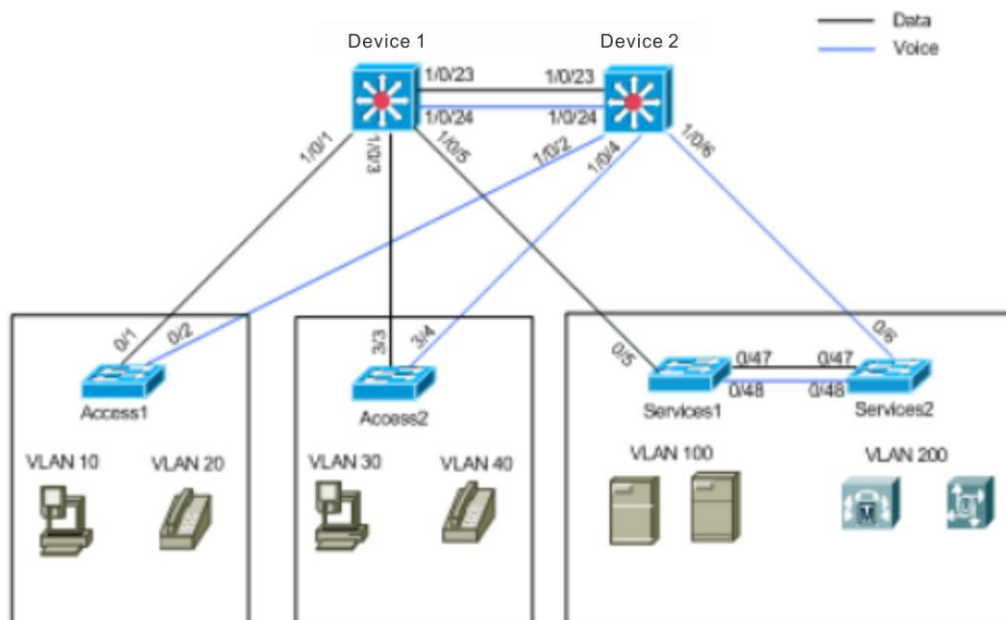 Data
Voice
Device 1
Device 2
1/0/23
1/0/23
1/0/24
1/0/24
1/0/1
1/0/3
1/0/5
1/0/2
1/0/4
1/0/6
0/1
0/2
3/3
3/4
0/5
0/6
0/47
0/47
0/48
0/48
Access1
Access2
Services1
Services2
VLAN 10
VLAN 20
VLAN 30
VLAN 40
VLAN 100
VLAN 200
M
U